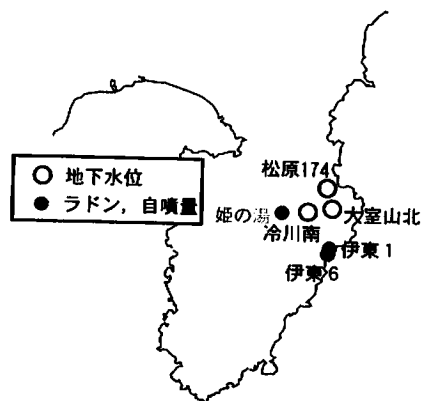 松原174
○ 地下水位
● ラドン，自噴量
姫の湯
大室山北
冷川南
伊東1
伊東6